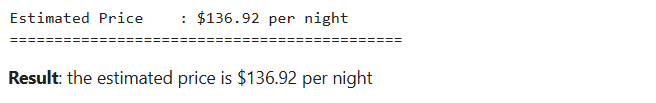 Estimated Price    : $136.92 per night
============================================
Result: the estimated price is $136.92 per night